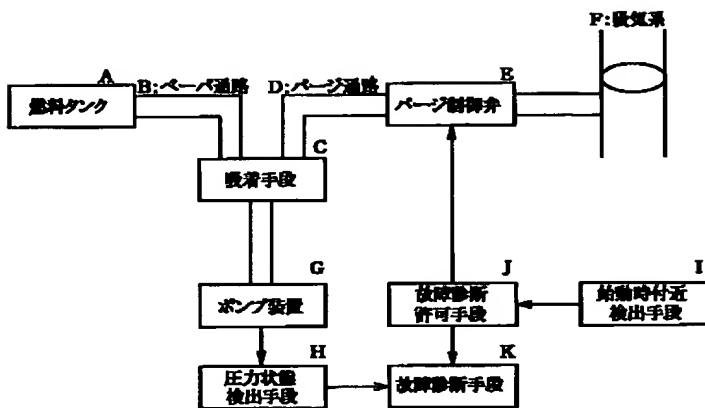 F:吸気系
A
B:ベーパ通路
D:パージ通路
E
燃料タンク
パージ制御弁
C
吸着手段
G
J
I
ポンプ装置
故障診断
許可手段
始動時付近
検出手段
H
K
圧力状態
検出手段
故障診断手段